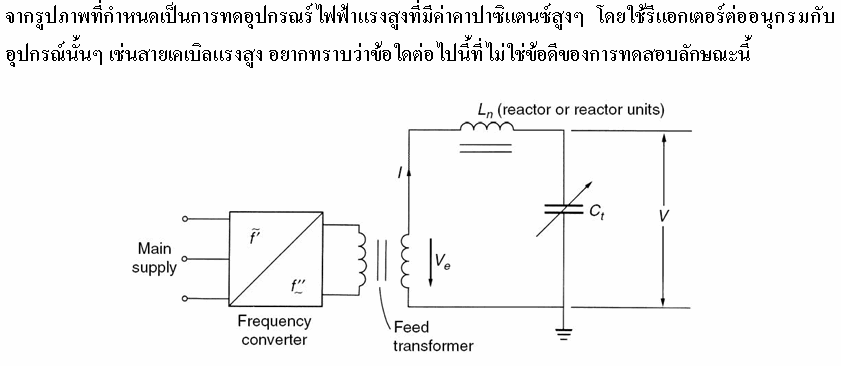 จากรูปภาพที่กำหนดเป็นการทดอุปกรณร์ไฟฟ้าแรงสูงที่มีค่าคาปาซิแตนซ์สูงๆ โดยใช้รีแอกเตอร์ต่ออนุกรมกับ
อุปกรณ์นั้นๆ เช่นสายเคเบิลแรงสูง อยากทราบว่าข้อใดต่อไปนี้ที่ไม่ใช่ข้อดีของการทดสอบลักษณะนี้
Lₙ (reactor or reactor units)
I
Cₜ
V
Main
supply
f̃′
f″
~
Vₑ
Frequency
converter
Feed
transformer